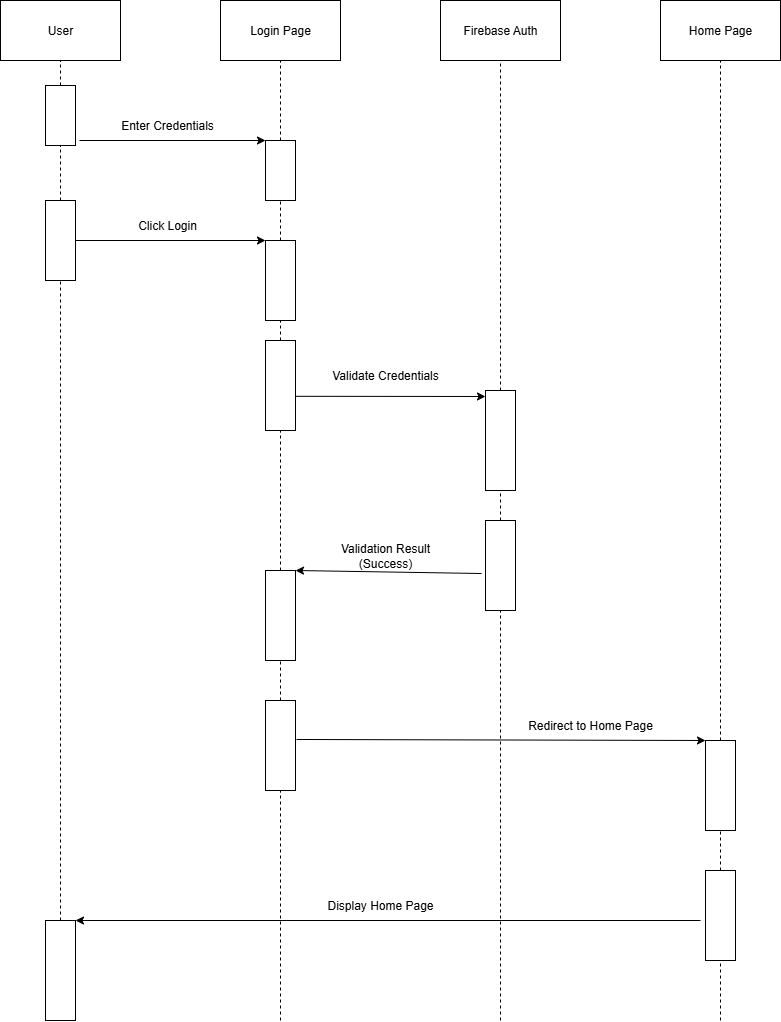 User
Login Page
Firebase Auth
Home Page
Enter Credentials
Click Login
Validate Credentials
Validation Result
(Success)
Redirect to Home Page
Display Home Page